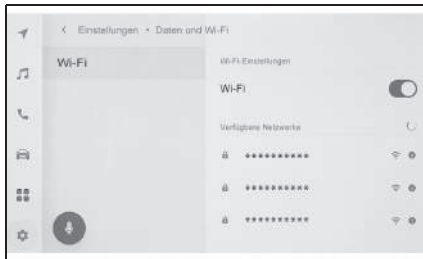 Einstellungen • Daten und Wi-Fi
Wi-Fi
Wi-Fi-Einstellungen
Wi-Fi
Verfügbare Netzwerke
**********
**********
**********